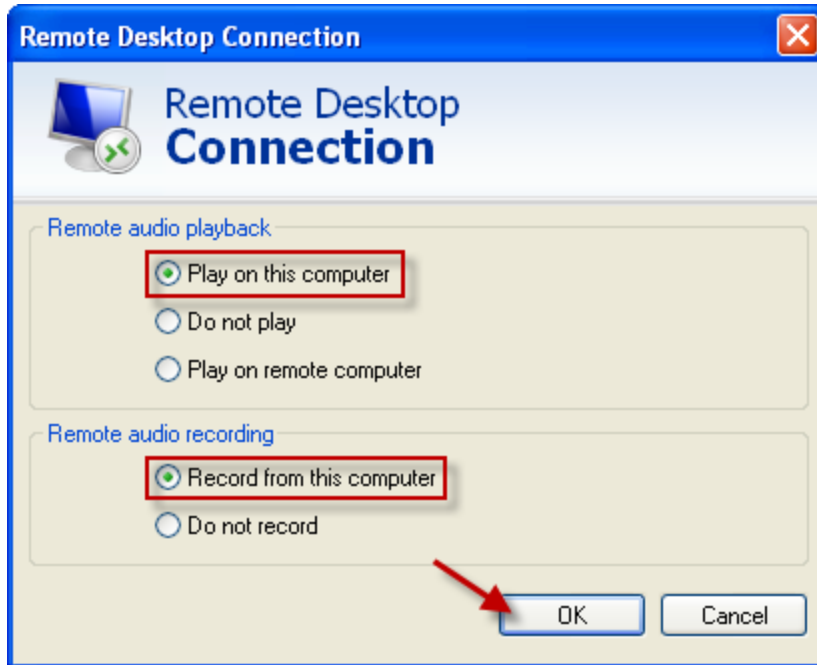 Remote Desktop Connection
Remote Desktop
Connection
Remote audio playback
Play on this computer
Do not play
Play on remote computer
Remote audio recording
Record from this computer
Do not record
OK
Cancel